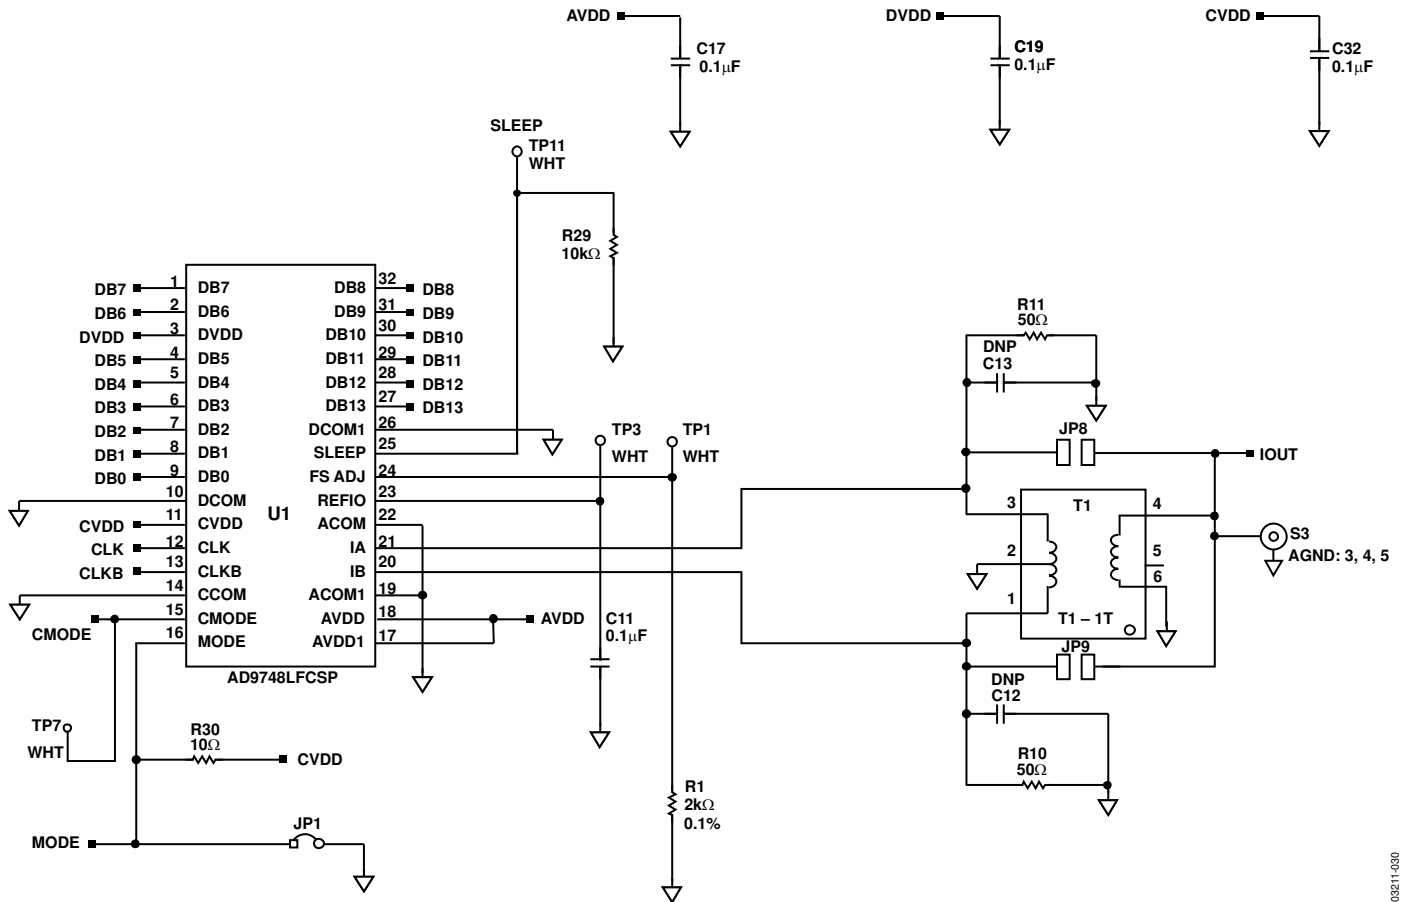 AVDD
C17
0.1µF
DVDD
C19
0.1µF
CVDD
C32
0.1µF
SLEEP
TP11
WHT
R29
10kΩ
DB7 1 DB7
DB6 2 DB6
DVDD 3 DVDD
DB5 4 DB5
DB4 5 DB4
DB3 6 DB3
DB2 7 DB2
DB1 8 DB1
DB0 9 DB0
10 DCOM
CVDD 11 CVDD
CLK 12 CLK
CLKB 13 CLKB
14 CCOM
CMODE 15 CMODE
16 MODE
U1
DB8 32 DB8
DB9 31 DB9
DB10 30 DB10
DB11 29 DB11
DB12 28 DB12
DB13 27 DB13
DCOM1 26
SLEEP 25
FS ADJ 24
REFIO 23
ACOM 22
IA 21
IB 20
ACOM1 19
AVDD 18 AVDD
AVDD1 17
AD9748LFCSP
TP3
WHT
TP1
WHT
C11
0.1µF
R1
2kΩ
0.1%
TP7
WHT
R30
10Ω
CVDD
MODE
JP1
R11
50Ω
DNP
C13
JP8
IOUT
3
2
1
T1
4
5
6
T1 – 1T
S3
AGND: 3, 4, 5
JP9
DNP
C12
R10
50Ω
03211-030